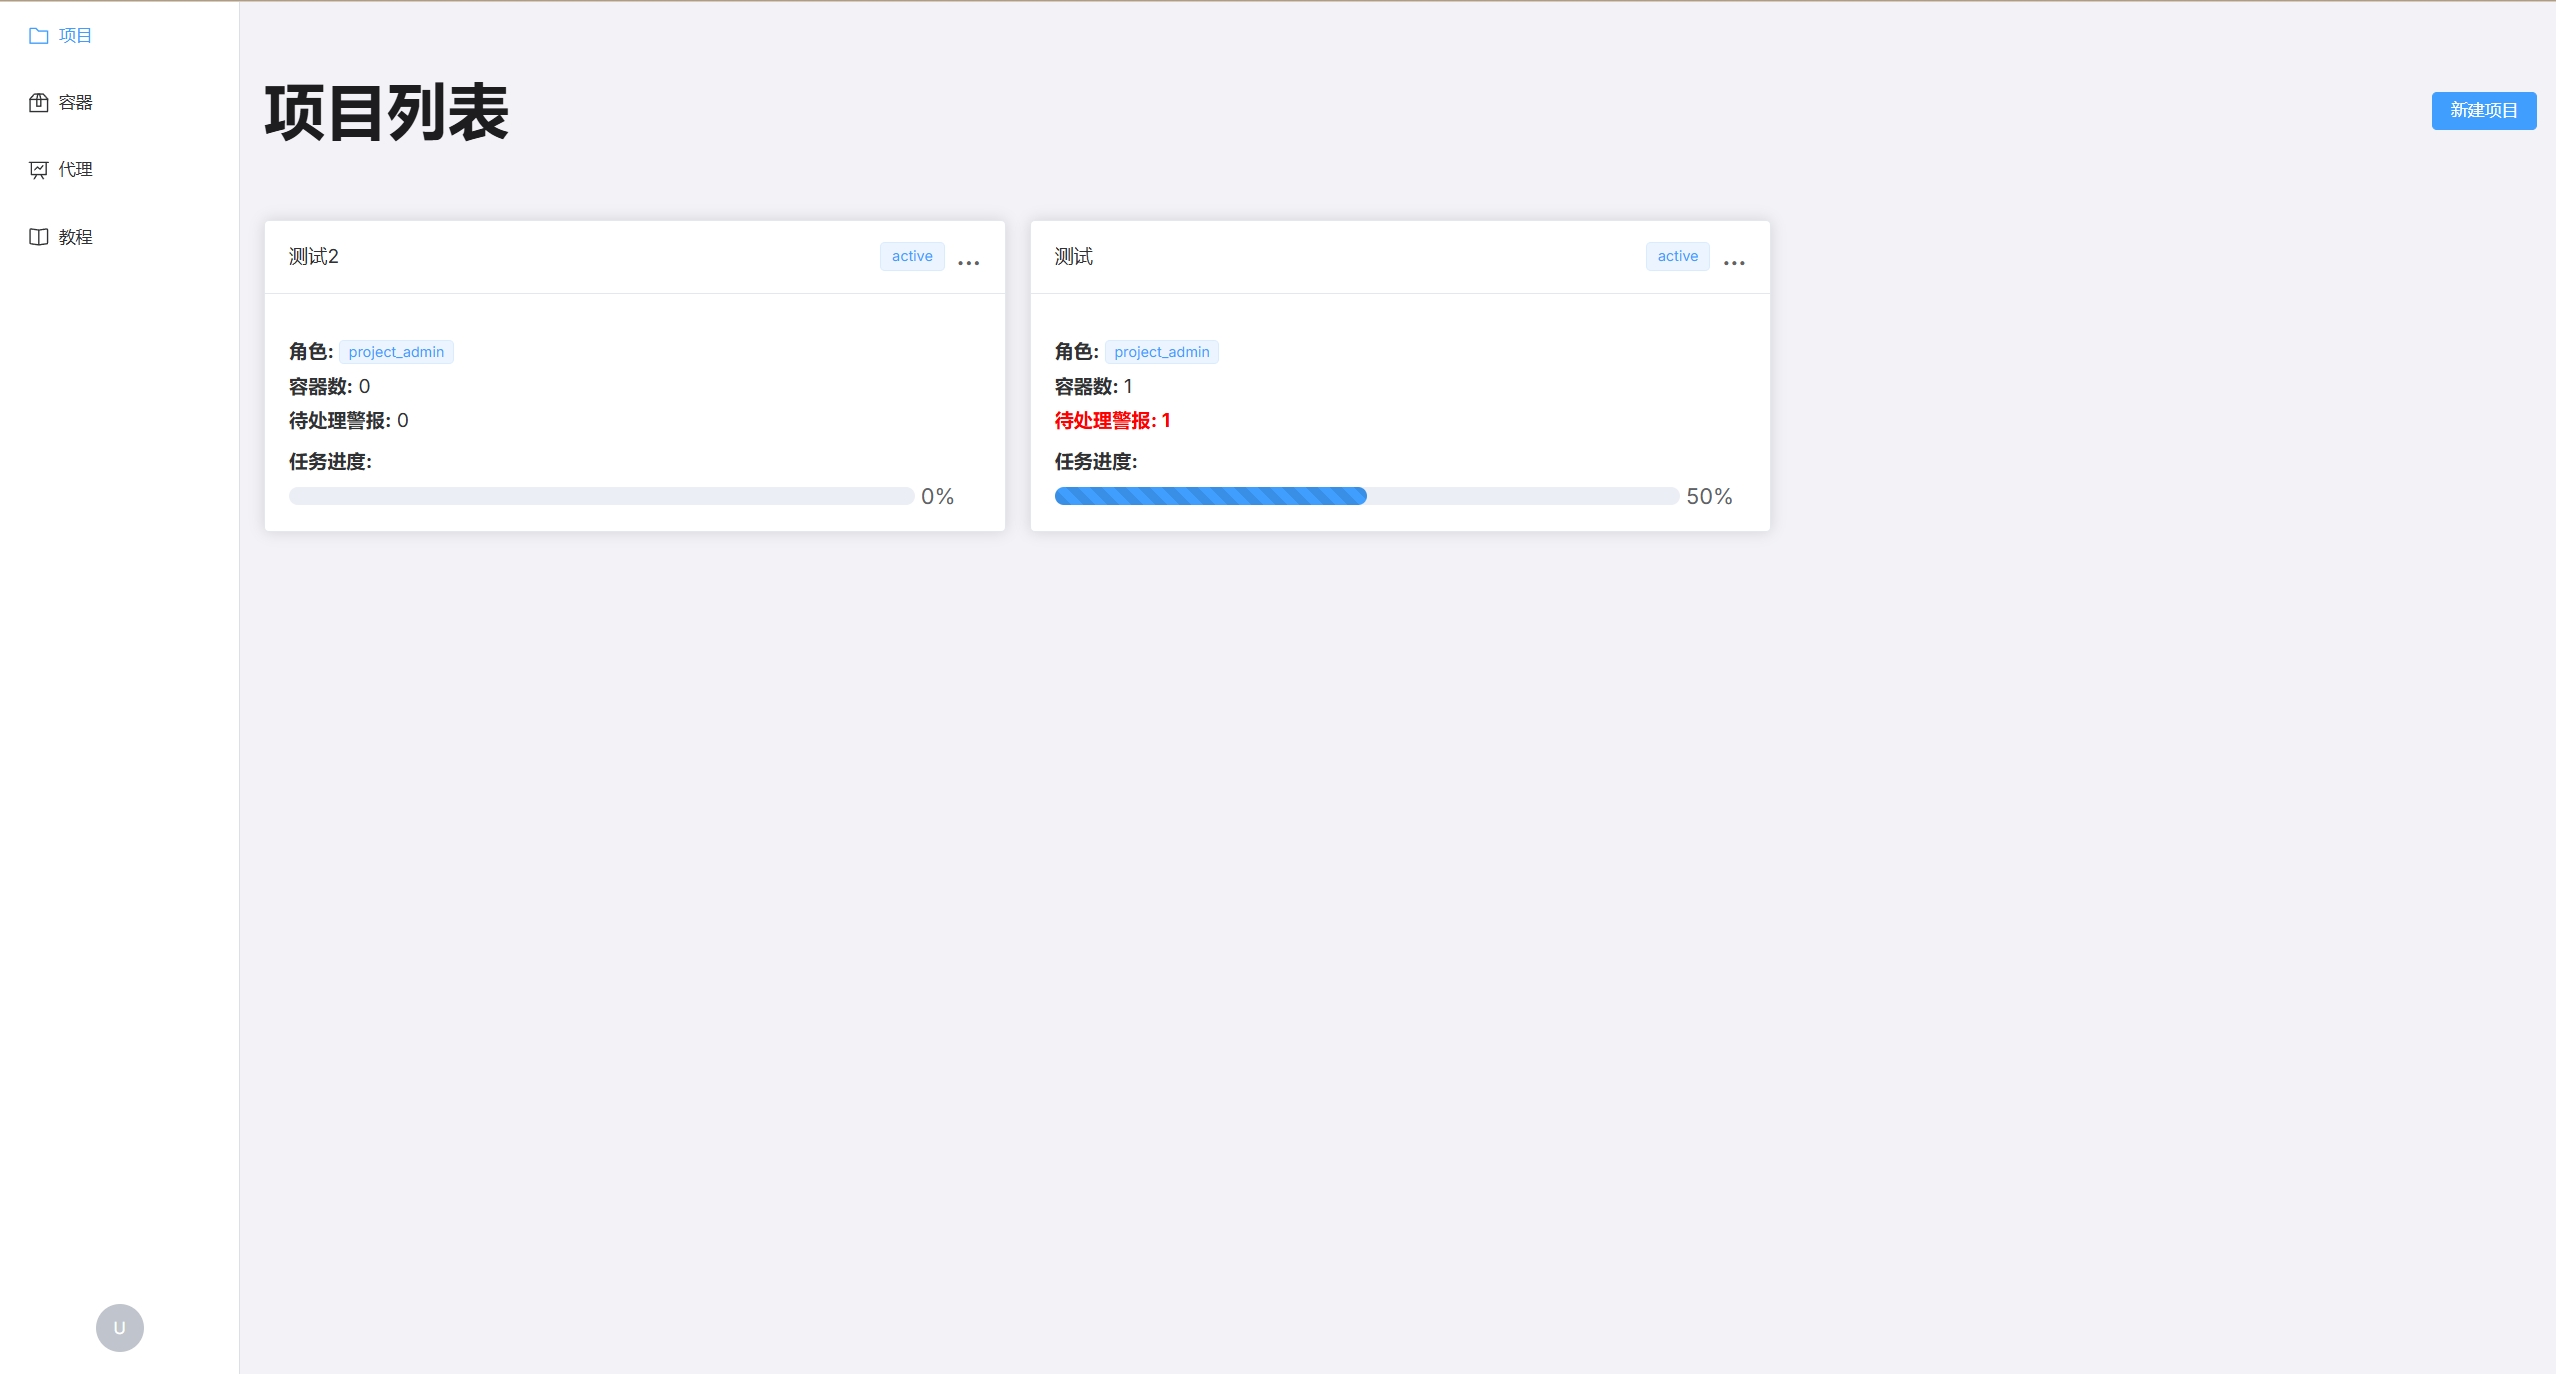 项目
容器
代理
教程
项目列表
新建项目
测试2
active
角色: project_admin
容器数: 0
待处理警报: 0
任务进度:
0%
测试
active
角色: project_admin
容器数: 1
待处理警报: 1
任务进度:
50%
U